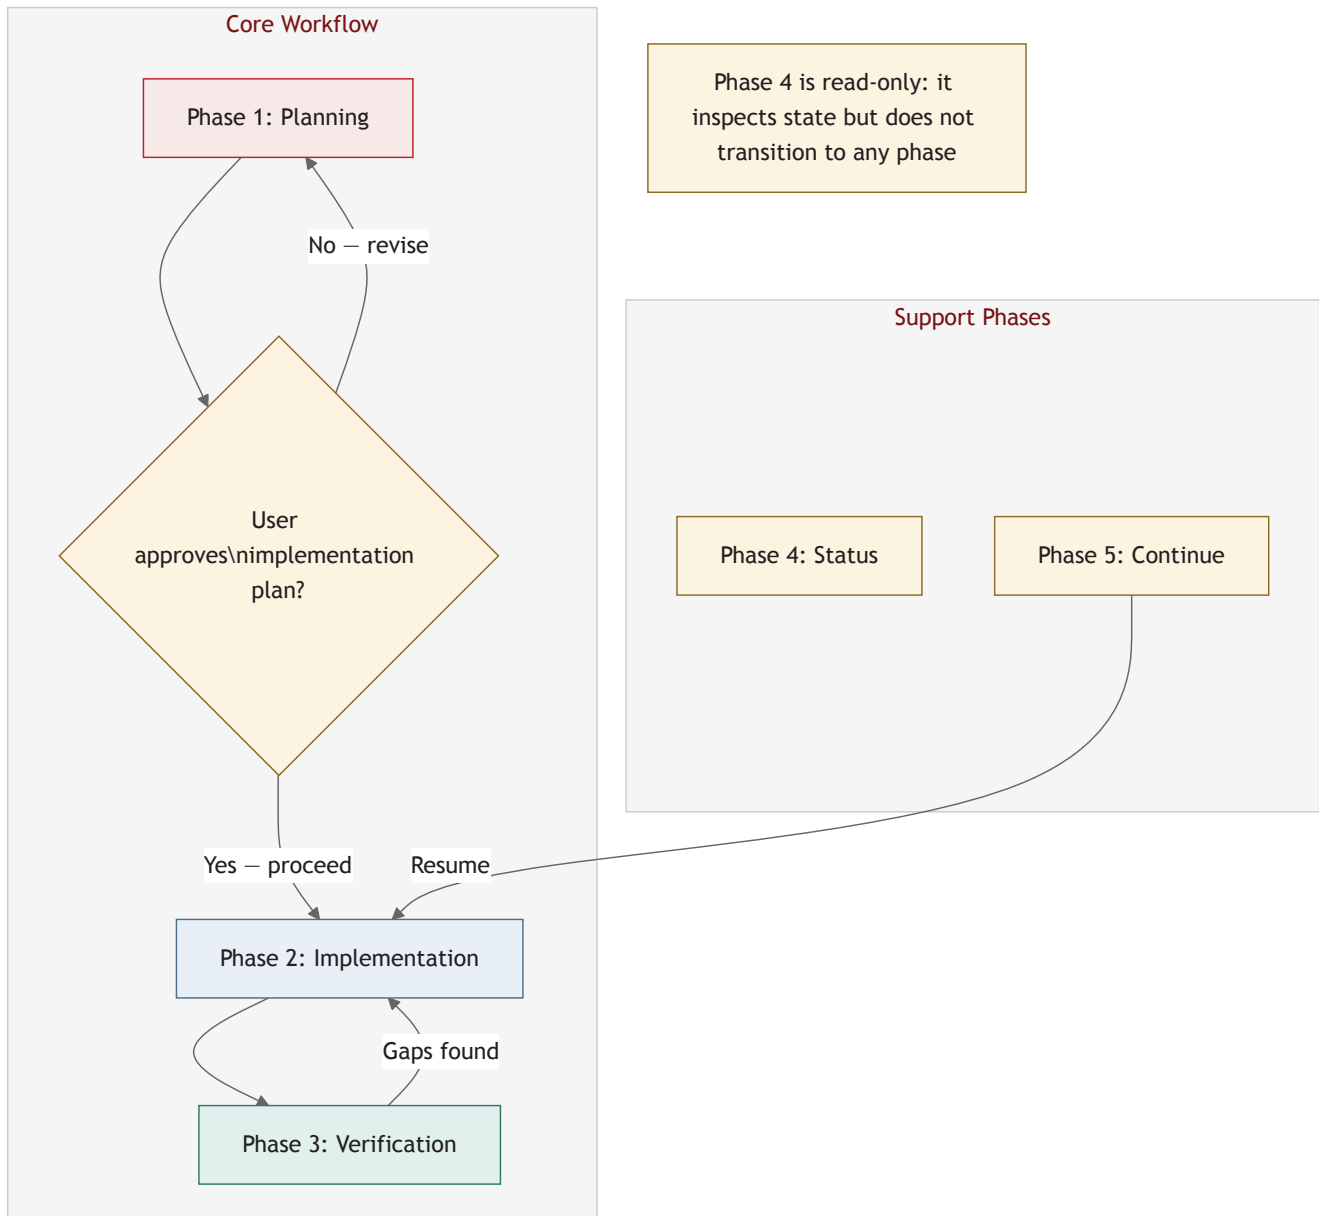 Core Workflow
Phase 1: Planning
No — revise
User
approves\nimplementation
plan?
Yes — proceed
Resume
Phase 2: Implementation
Gaps found
Phase 3: Verification
Phase 4 is read-only: it
inspects state but does not
transition to any phase
Support Phases
Phase 4: Status
Phase 5: Continue